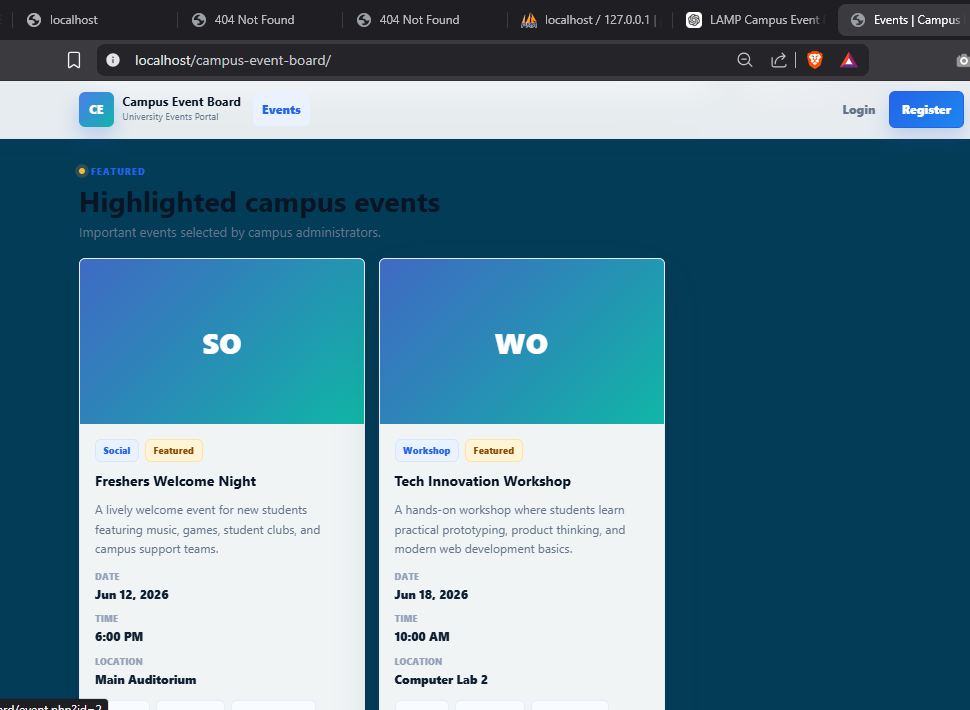 localhost
404 Not Found
404 Not Found
localhost / 127.0.0.1 |
LAMP Campus Event
Events | Campus
localhost/campus-event-board/
CE
Campus Event Board
University Events Portal
Events
Login
Register
FEATURED
Highlighted campus events
Important events selected by campus administrators.
SO
WO
Social Featured
Workshop Featured
Freshers Welcome Night
Tech Innovation Workshop
A lively welcome event for new students
featuring music, games, student clubs, and
campus support teams.
A hands-on workshop where students learn
practical prototyping, product thinking, and
modern web development basics.
DATE
Jun 12, 2026
TIME
6:00 PM
LOCATION
Main Auditorium
DATE
Jun 18, 2026
TIME
10:00 AM
LOCATION
Computer Lab 2